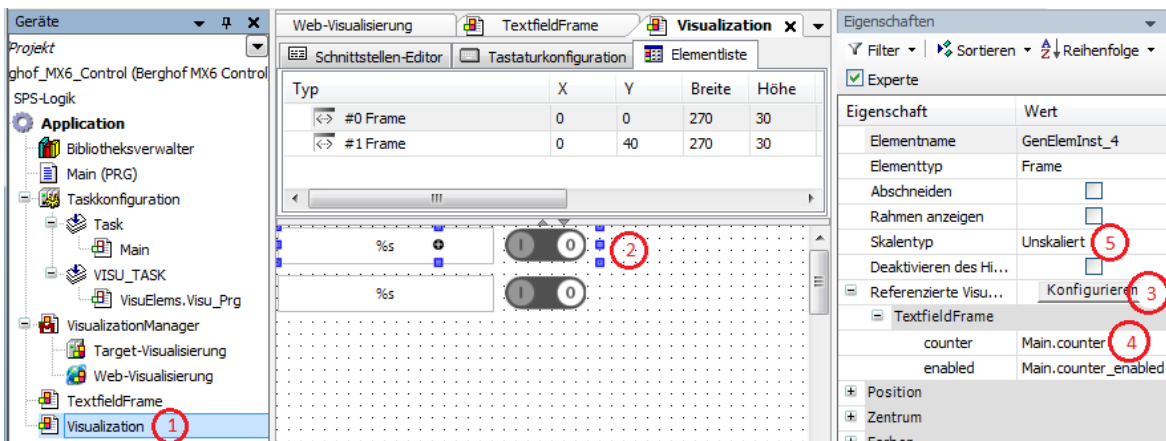 Geräte
Projekt
ghof_MX6_Control (Berghof MX6 Control
SPS-Logik
Application
Bibliotheksverwalter
Main (PRG)
Taskkonfiguration
Task
Main
VISU_TASK
VisuElems.Visu_Prg
VisualizationManager
Target-Visualisierung
Web-Visualisierung
TextfieldFrame
Visualization 1
Web-Visualisierung TextfieldFrame Visualization X
Schnittstellen-Editor Tastaturkonfiguration Elementliste
Typ X Y Breite Höhe
#0 Frame 0 0 270 30
#1 Frame 0 40 270 30
%s I 0 2
%s I 0
Eigenschaften
Filter Sortieren Reihenfolge
Experte
Eigenschaft Wert
Elementname GenElemInst_4
Elementtyp Frame
Abschneiden
Rahmen anzeigen
Skalentyp Unskaliert 5
Deaktivieren des Hi...
Referenzierte Visu... Konfigurieren 3
TextfieldFrame
counter Main.counter 4
enabled Main.counter_enabled
Position
Zentrum